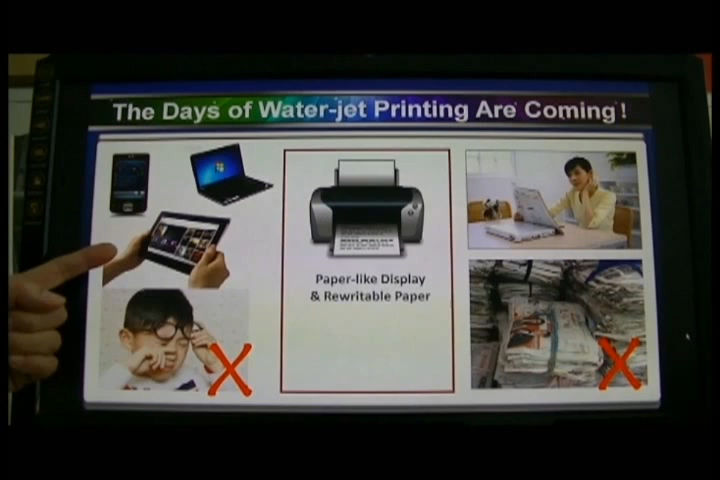 The Days of Water-jet Printing Are Coming!
Paper-like Display
& Rewritable Paper